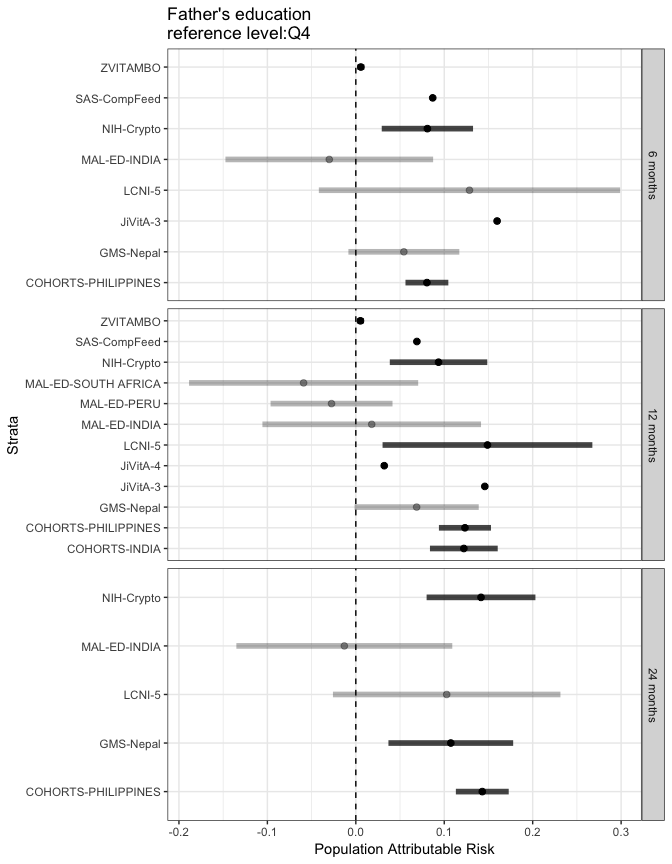 Father's education
reference level:Q4
ZVITAMBO
SAS-CompFeed
NIH-Crypto
MAL-ED-INDIA
LCNI-5
JiVitA-3
GMS-Nepal
COHORTS-PHILIPPINES
6 months
ZVITAMBO
SAS-CompFeed
NIH-Crypto
MAL-ED-SOUTH AFRICA
MAL-ED-PERU
MAL-ED-INDIA
LCNI-5
JiVitA-4
JiVitA-3
GMS-Nepal
COHORTS-PHILIPPINES
COHORTS-INDIA
12 months
Strata
NIH-Crypto
MAL-ED-INDIA
LCNI-5
GMS-Nepal
COHORTS-PHILIPPINES
24 months
-0.2 -0.1 0.0 0.1 0.2 0.3
Population Attributable Risk